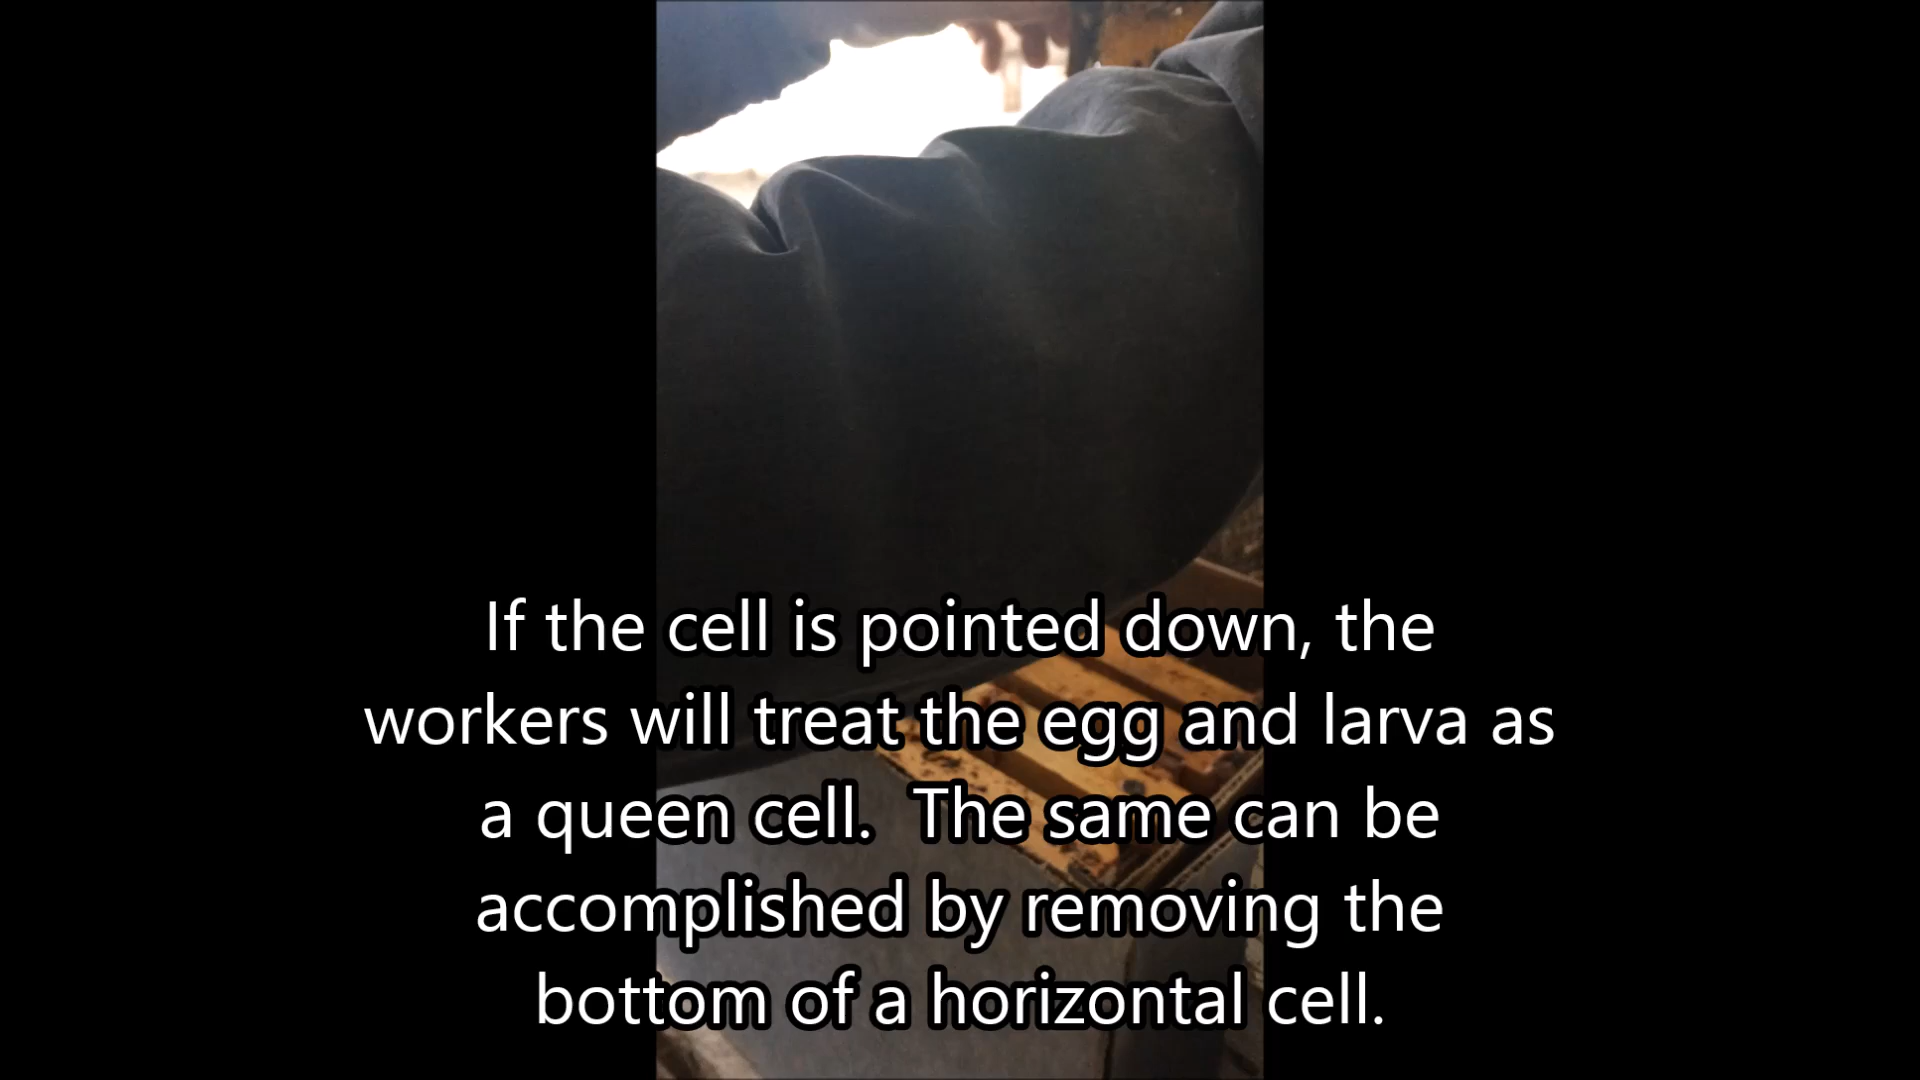 If the cell is pointed down, the
workers will treat the egg and larva as
a queen cell.  The same can be
accomplished by removing the
bottom of a horizontal cell.